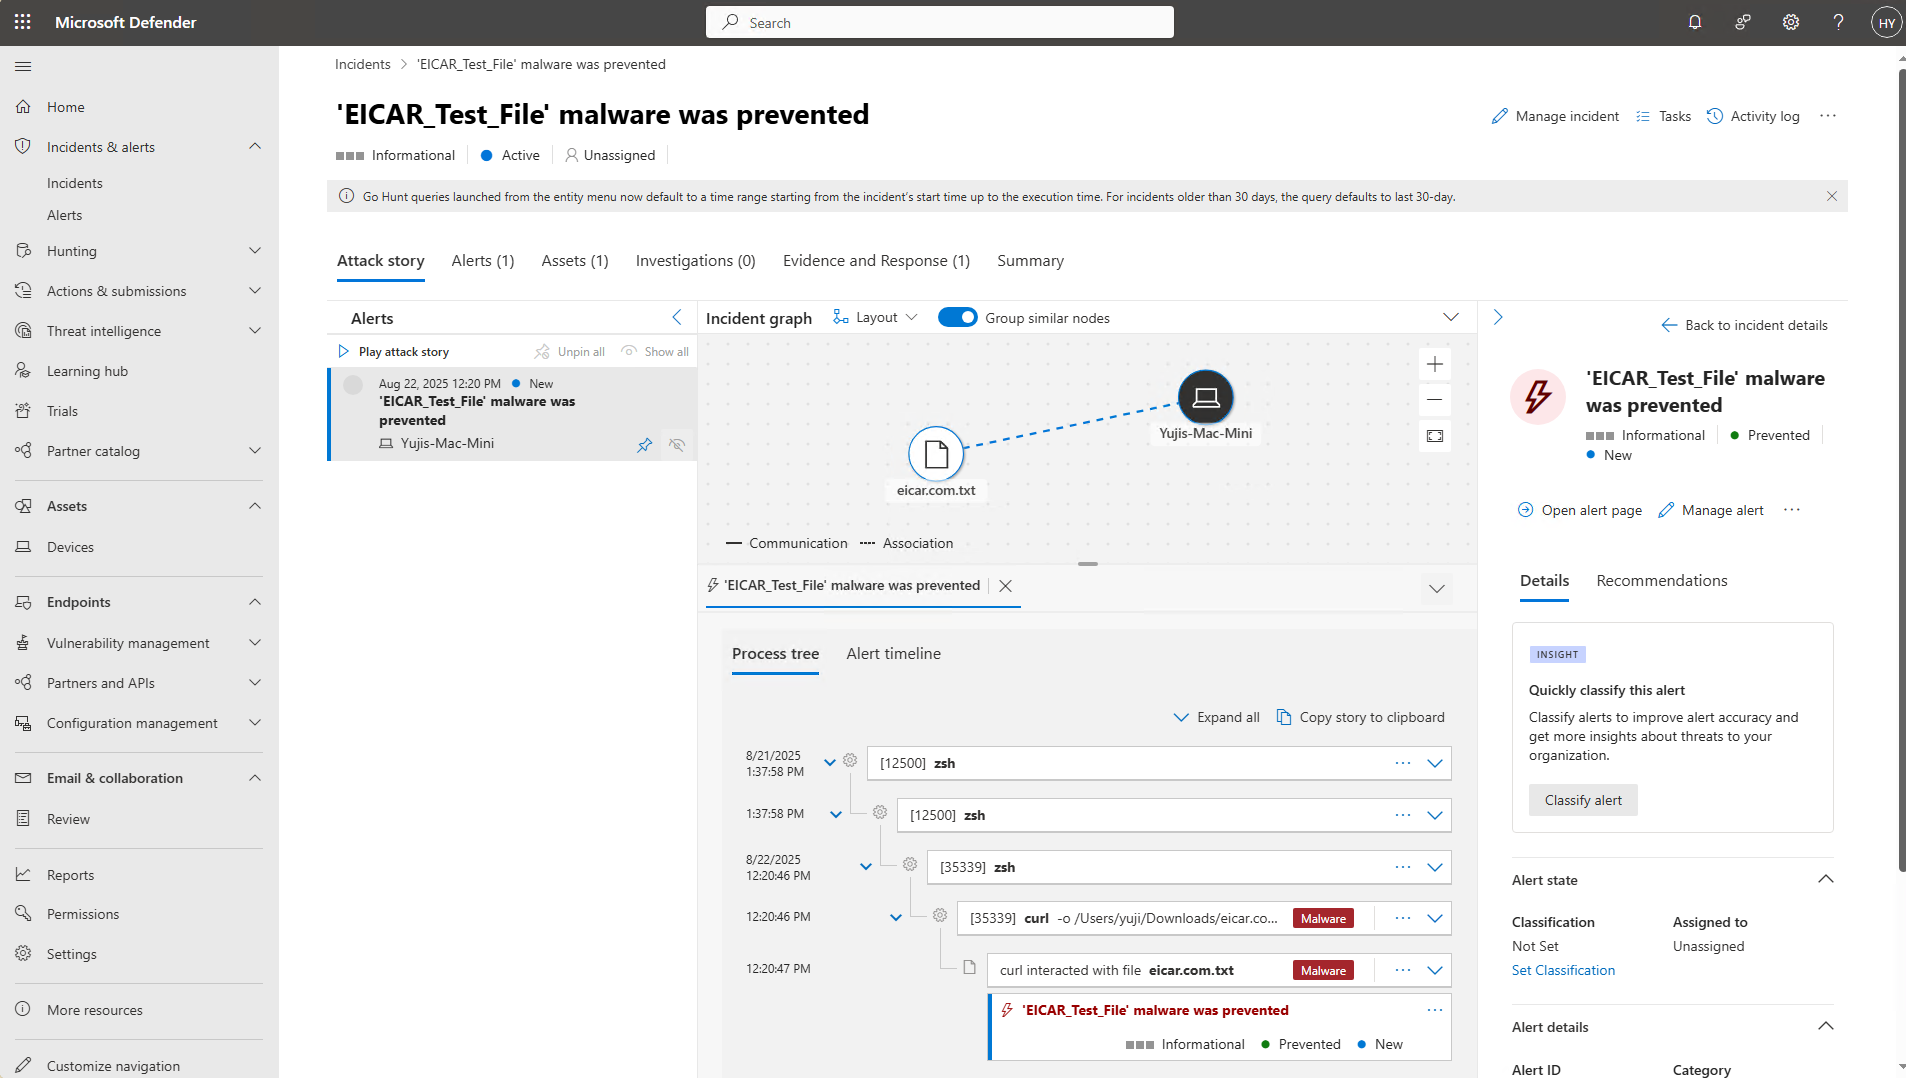 Microsoft Defender
Search
HY
Home
Incidents & alerts
Incidents
Alerts
Hunting
Actions & submissions
Threat intelligence
Learning hub
Trials
Partner catalog
Assets
Devices
Endpoints
Vulnerability management
Partners and APIs
Configuration management
Email & collaboration
Review
Reports
Permissions
Settings
More resources
Customize navigation
Incidents > 'EICAR_Test_File' malware was prevented
'EICAR_Test_File' malware was prevented
Manage incident Tasks Activity log ...
Informational Active Unassigned
Go Hunt queries launched from the entity menu now default to a time range starting from the incident's start time up to the execution time. For incidents older than 30 days, the query defaults to last 30-day.
Attack story Alerts (1) Assets (1) Investigations (0) Evidence and Response (1) Summary
Alerts
Play attack story Unpin all Show all
Aug 22, 2025 12:20 PM New
'EICAR_Test_File' malware was
prevented
Yujis-Mac-Mini
Incident graph Layout Group similar nodes
Yujis-Mac-Mini
eicar.com.txt
Communication Association
'EICAR_Test_File' malware was prevented
Process tree Alert timeline
Expand all Copy story to clipboard
8/21/2025
1:37:58 PM
[12500] zsh ...
1:37:58 PM
[12500] zsh ...
8/22/2025
12:20:46 PM
[35339] zsh ...
12:20:46 PM
[35339] curl -o /Users/yuji/Downloads/eicar.co... Malware ...
12:20:47 PM
curl interacted with file eicar.com.txt Malware ...
'EICAR_Test_File' malware was prevented ...
Informational Prevented New
Back to incident details
'EICAR_Test_File' malware
was prevented
Informational Prevented
New
Open alert page Manage alert ...
Details Recommendations
INSIGHT
Quickly classify this alert
Classify alerts to improve alert accuracy and
get more insights about threats to your
organization.
Classify alert
Alert state
Classification Assigned to
Not Set Unassigned
Set Classification
Alert details
Alert ID Category